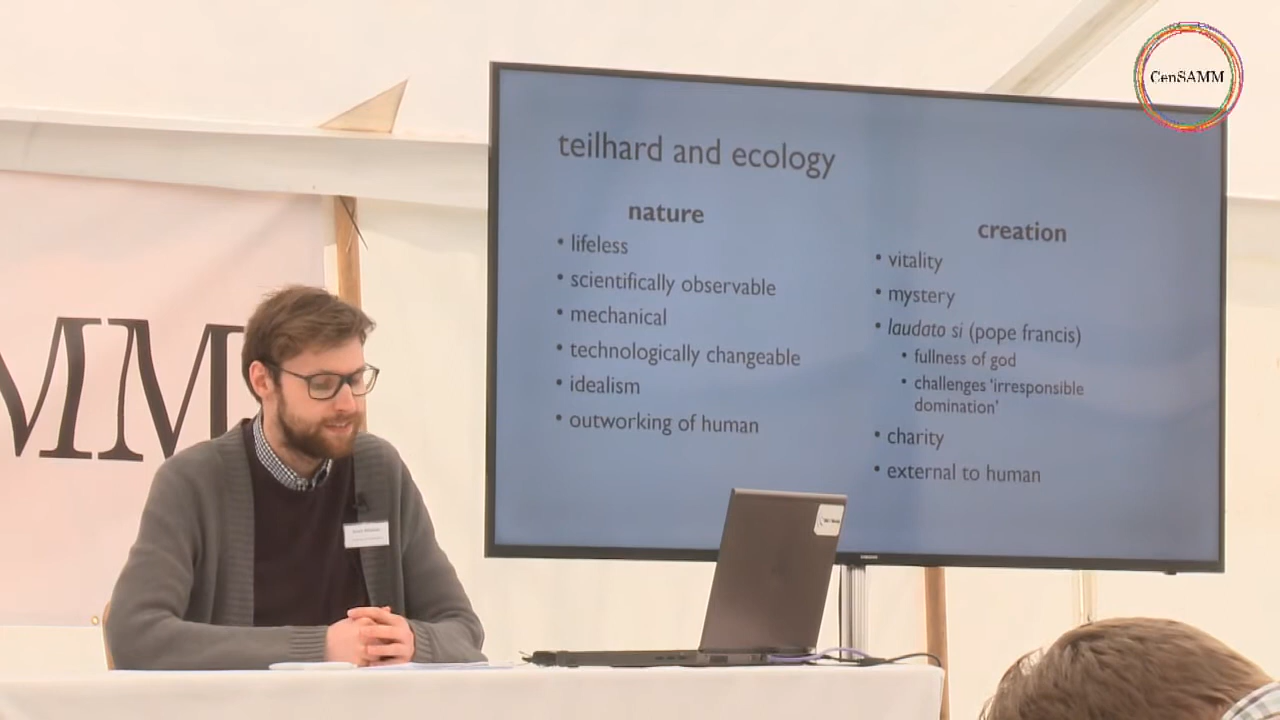 CenSAMM
teilhard and ecology
nature
• lifeless
• scientifically observable
• mechanical
• technologically changeable
• idealism
• outworking of human
creation
• vitality
• mystery
• laudato si (pope francis)
• fullness of god
• challenges ‘irresponsible
domination’
• charity
• external to human
MM
SAMSUNG